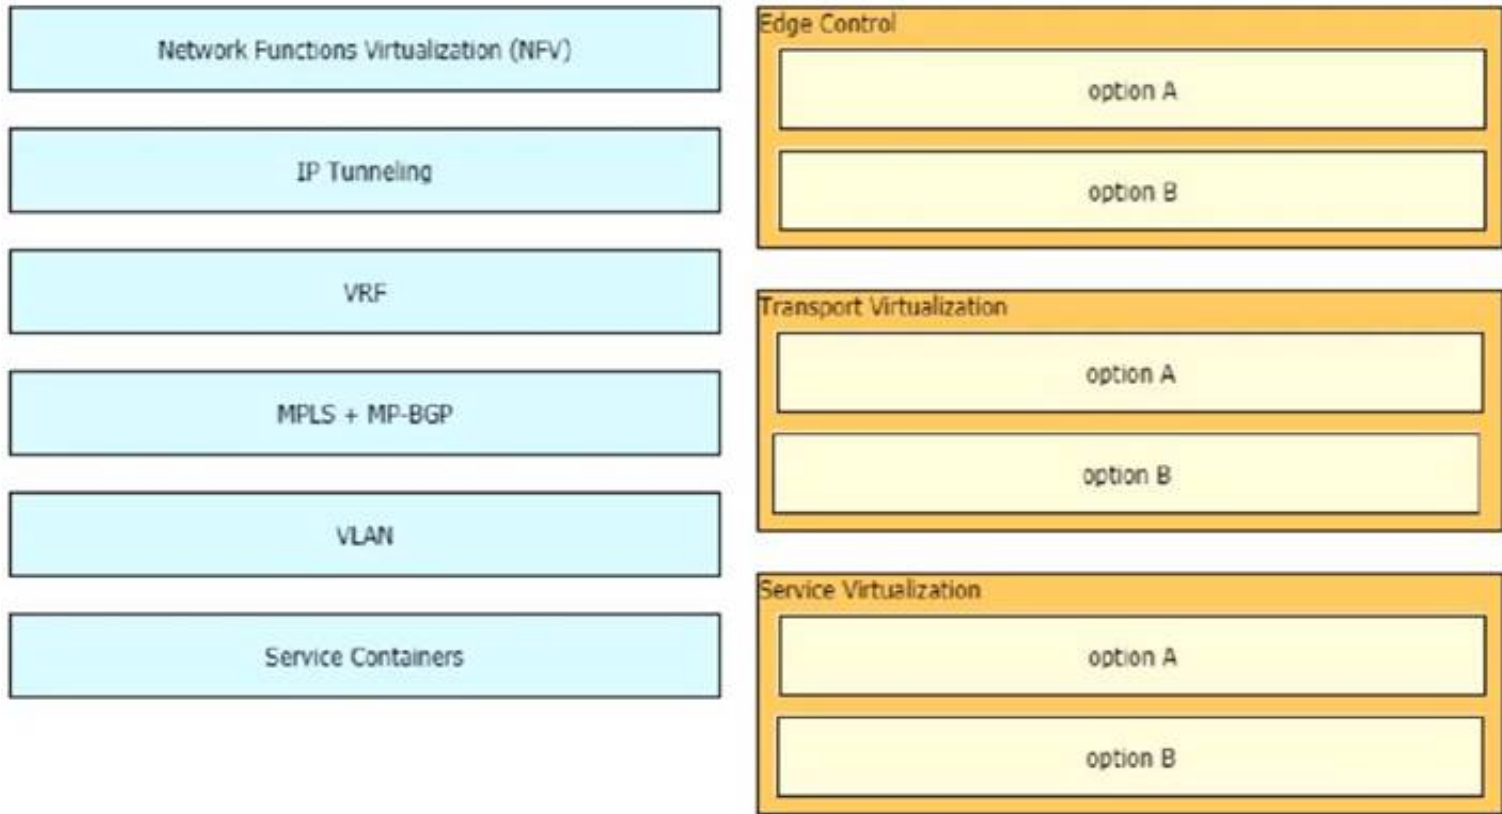 Network Functions Virtualization (NFV)
IP Tunneling
VRF
MPLS + MP-BGP
VLAN
Service Containers
Edge Control
option A
option B
Transport Virtualization
option A
option B
Service Virtualization
option A
option B